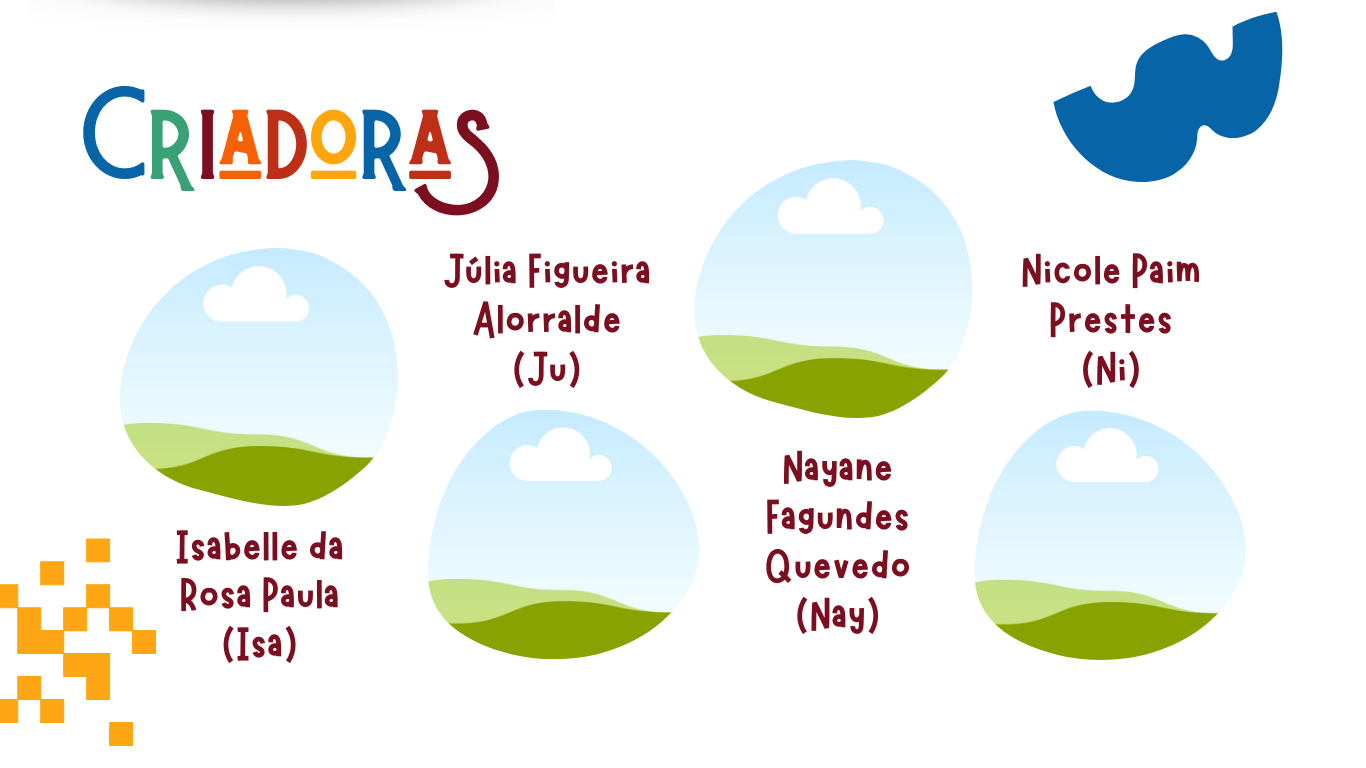 CRIADORAS
Isabelle da
Rosa Paula
(Isa)
Júlia Figueira
Alorralde
(Ju)
Nayane
Fagundes
Quevedo
(Nay)
Nicole Paim
Prestes
(Ni)